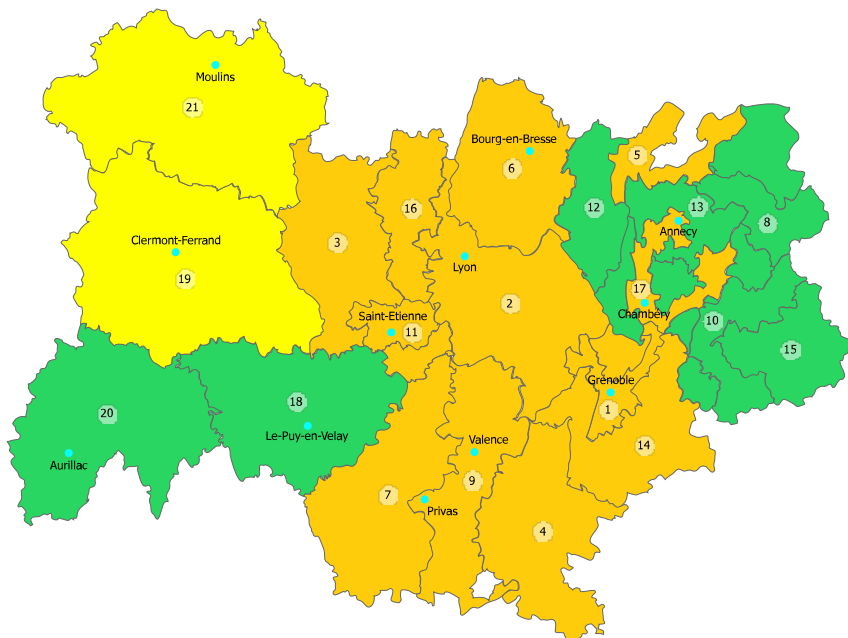 Moulins
21
Bourg-en-Bresse
6
5
12
16
13
8
Annecy
Clermont-Ferrand
3
Lyon
19
17
2
Chambéry
Saint-Etienne
11
10
15
Grenoble
1
18
20
Le-Puy-en-Velay
Valence
14
Aurillac
9
7
Privas
4